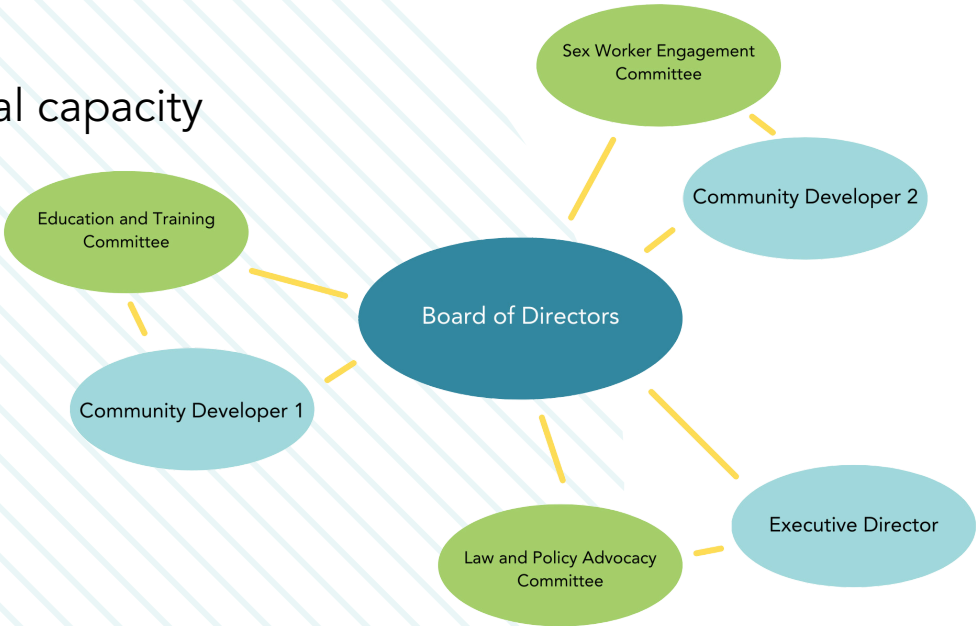 capacity
Sex Worker Engagement
Committee
Community Developer 2
Education and Training
Committee
Board of Directors
Community Developer 1
Executive Director
Law and Policy Advocacy
Committee